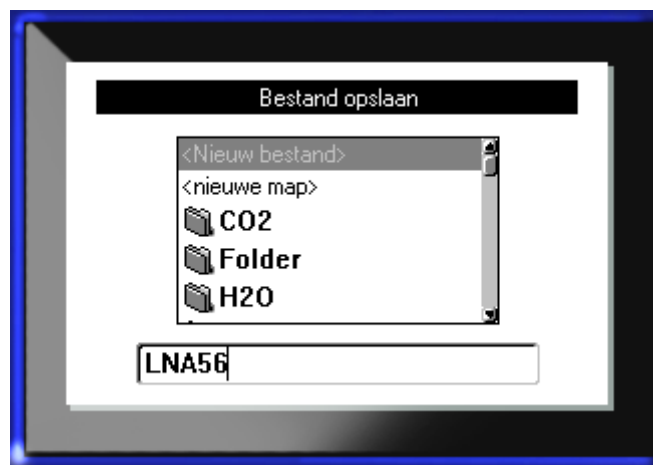 Bestand opslaan
<Nieuw bestand>
<nieuwe map>
CO2
Folder
H2O
LNA56